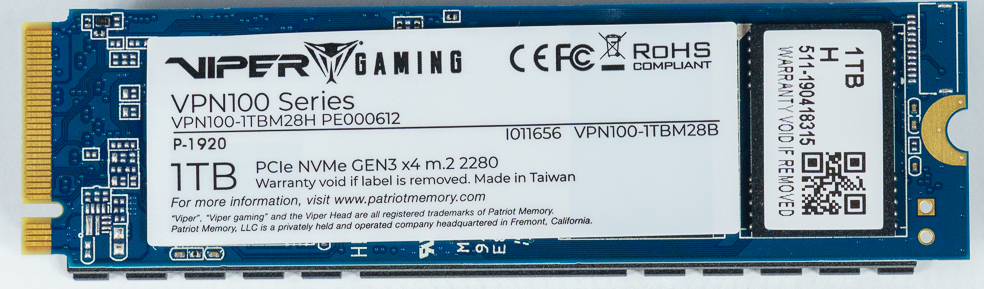 VIPER GAMING
CE FC RoHS
COMPLIANT
VPN100 Series
VPN100-1TBM28H PE000612
P-1920
I011656 VPN100-1TBM28B
1TB PCIe NVMe GEN3 x4 m.2 2280
Warranty void if label is removed. Made in Taiwan
For more information, visit www.patriotmemory.com
"Viper", "Viper gaming" and the Viper Head are all registered trademarks of Patriot Memory.
Patriot Memory, LLC is a privately held and operated company headquartered in Fremont, California.
1TB
H
511-190418315
WARRANTY VOID IF REMOVED